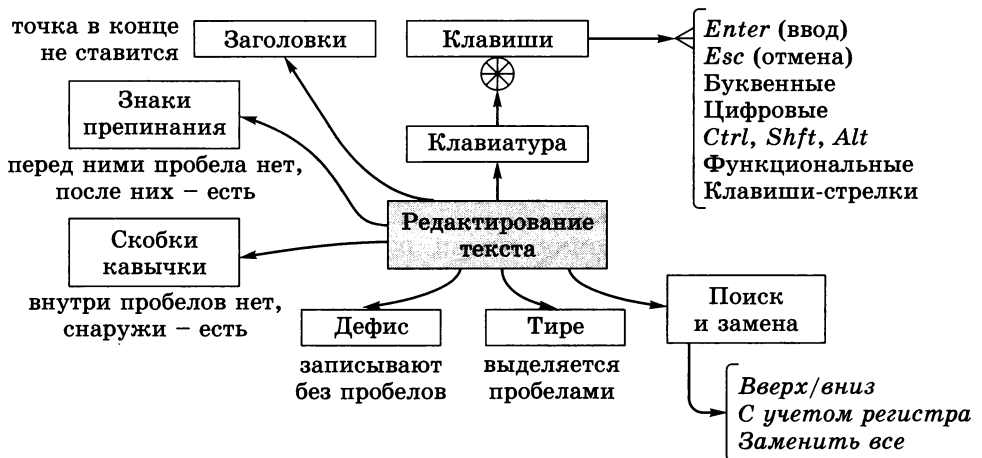 точка в конце
не ставится
Заголовки
Клавиши
Enter (ввод)
Esc (отмена)
Буквенные
Цифровые
Ctrl, Shft, Alt
Функциональные
Клавиши-стрелки
Знаки
препинания
перед ними пробела нет,
после них – есть
Клавиатура
Редактирование
текста
Скобки
кавычки
внутри пробелов нет,
снаружи – есть
Дефис
записывают
без пробелов
Тире
выделяется
пробелами
Поиск
и замена
Вверх/вниз
С учетом регистра
Заменить все